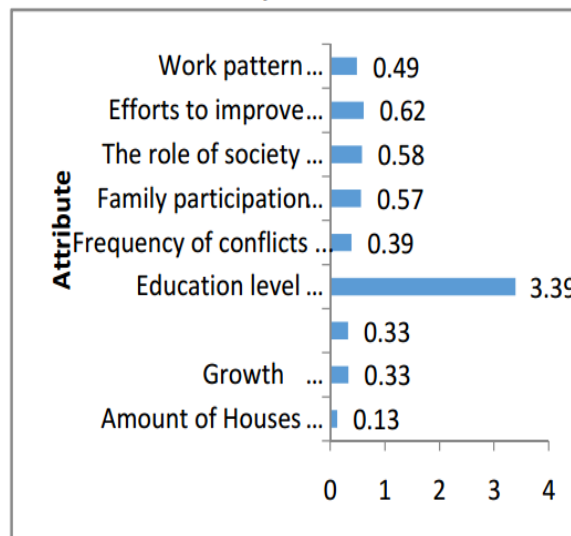 Attribute
Work pattern ... 0.49
Efforts to improve... 0.62
The role of society ... 0.58
Family participation... 0.57
Frequency of conflicts ... 0.39
Education level ... 3.39
0.33
Growth ... 0.33
Amount of Houses ... 0.13
0 1 2 3 4